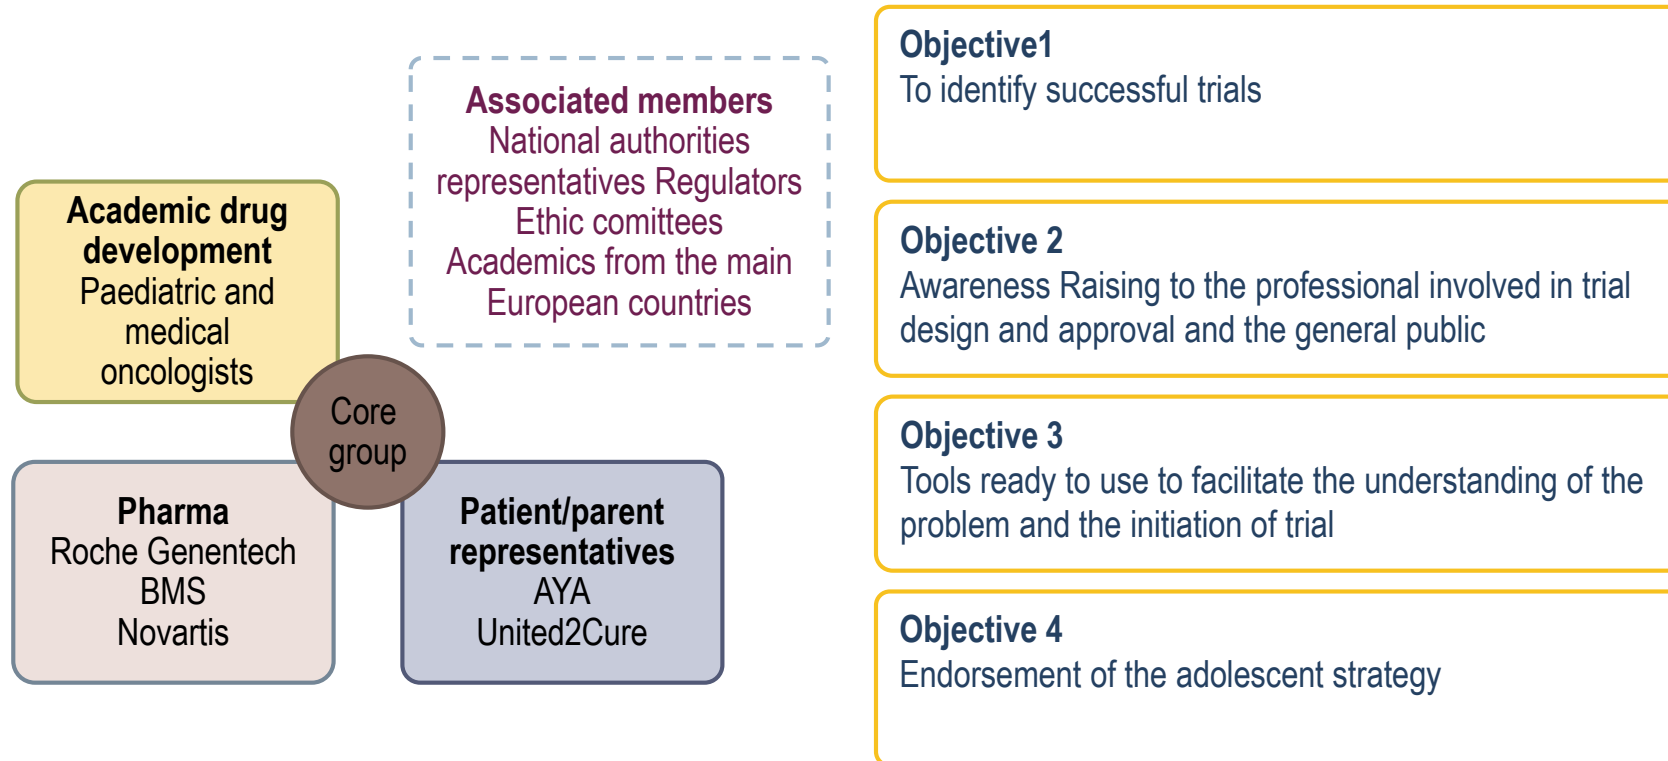 Associated members
National authorities
representatives Regulators
Ethic comittees
Academics from the main
European countries
Academic drug
development
Paediatric and
medical
oncologists
Core
group
Pharma
Roche Genentech
BMS
Novartis
Patient/parent
representatives
AYA
United2Cure
Objective1
To identify successful trials
Objective 2
Awareness Raising to the professional involved in trial
design and approval and the general public
Objective 3
Tools ready to use to facilitate the understanding of the
problem and the initiation of trial
Objective 4
Endorsement of the adolescent strategy